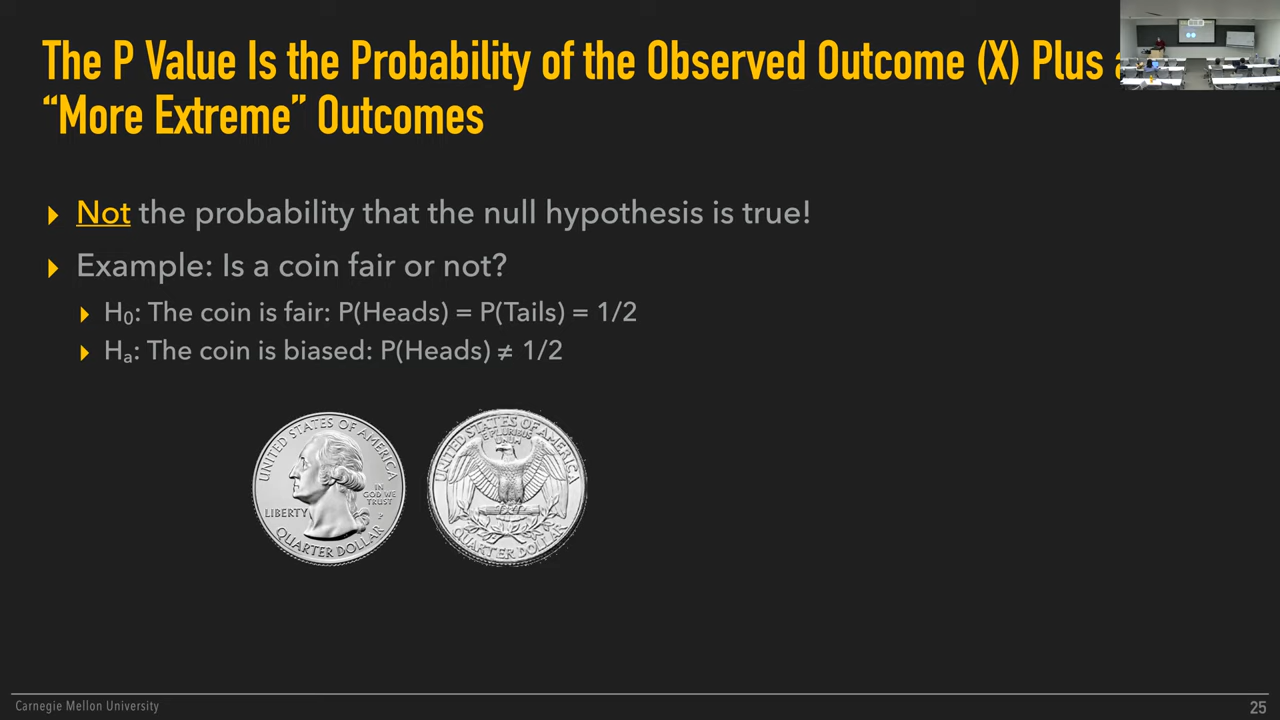 The P Value Is the Probability of the Observed Outcome (X) Plus
“More Extreme” Outcomes
Not the probability that the null hypothesis is true!
Example: Is a coin fair or not?
H₀: The coin is fair: P(Heads) = P(Tails) = 1/2
Hₐ: The coin is biased: P(Heads) ≠ 1/2
UNITED STATES OF AMERICA
LIBERTY
IN
GOD WE
TRUST
P
QUARTER DOLLAR
UNITED STATES OF AMERICA
E PLURIBUS
UNUM
QUARTER DOLLAR
Carnegie Mellon University
25